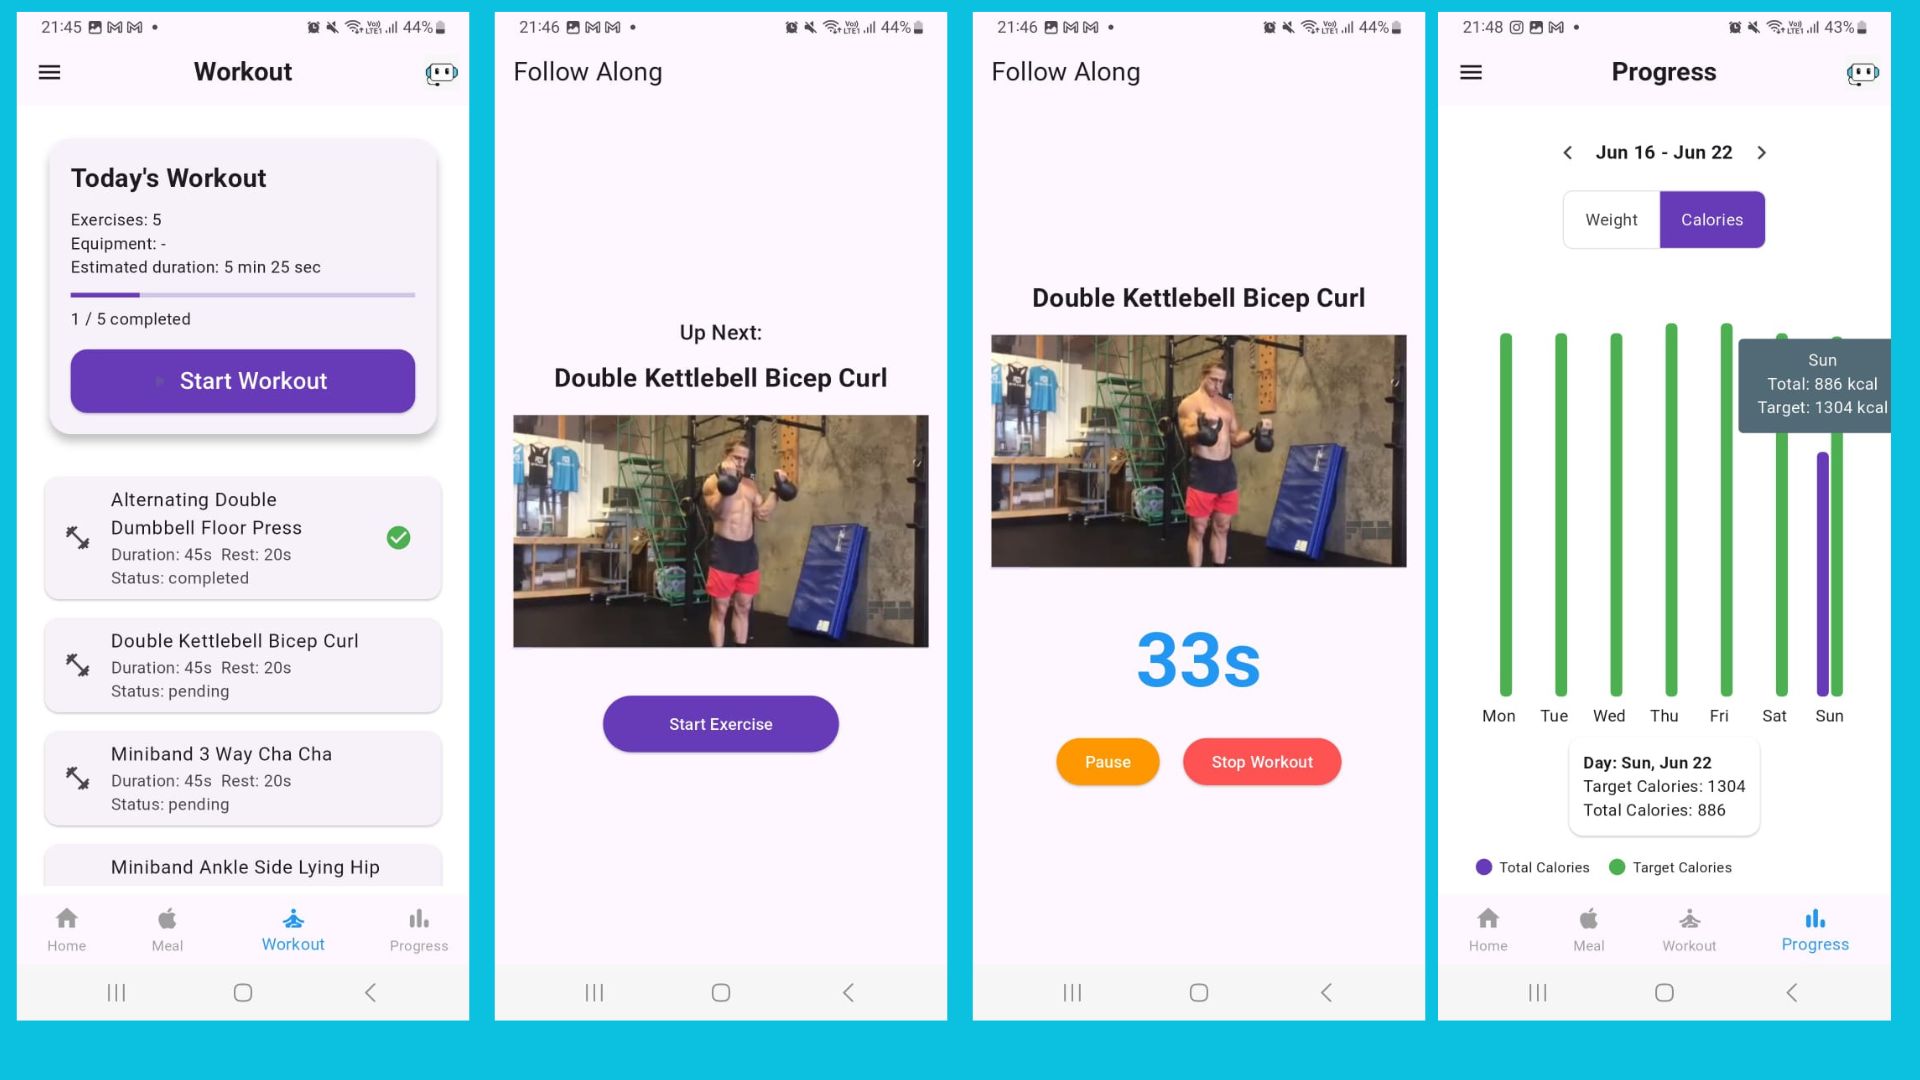 21:45 44%
Workout
Today's Workout
Exercises: 5
Equipment: -
Estimated duration: 5 min 25 sec
1 / 5 completed
Start Workout
Alternating Double
Dumbbell Floor Press
Duration: 45s Rest: 20s
Status: completed
Double Kettlebell Bicep Curl
Duration: 45s Rest: 20s
Status: pending
Miniband 3 Way Cha Cha
Duration: 45s Rest: 20s
Status: pending
Miniband Ankle Side Lying Hip
Home Meal Workout Progress
21:46 44%
Follow Along
Up Next:
Double Kettlebell Bicep Curl
Start Exercise
21:46 44%
Follow Along
Double Kettlebell Bicep Curl
33s
Pause Stop Workout
21:48 43%
Progress
Jun 16 - Jun 22
Weight Calories
Sun
Total: 886 kcal
Target: 1304 kcal
Mon Tue Wed Thu Fri Sat Sun
Day: Sun, Jun 22
Target Calories: 1304
Total Calories: 886
Total Calories Target Calories
Home Meal Workout Progress